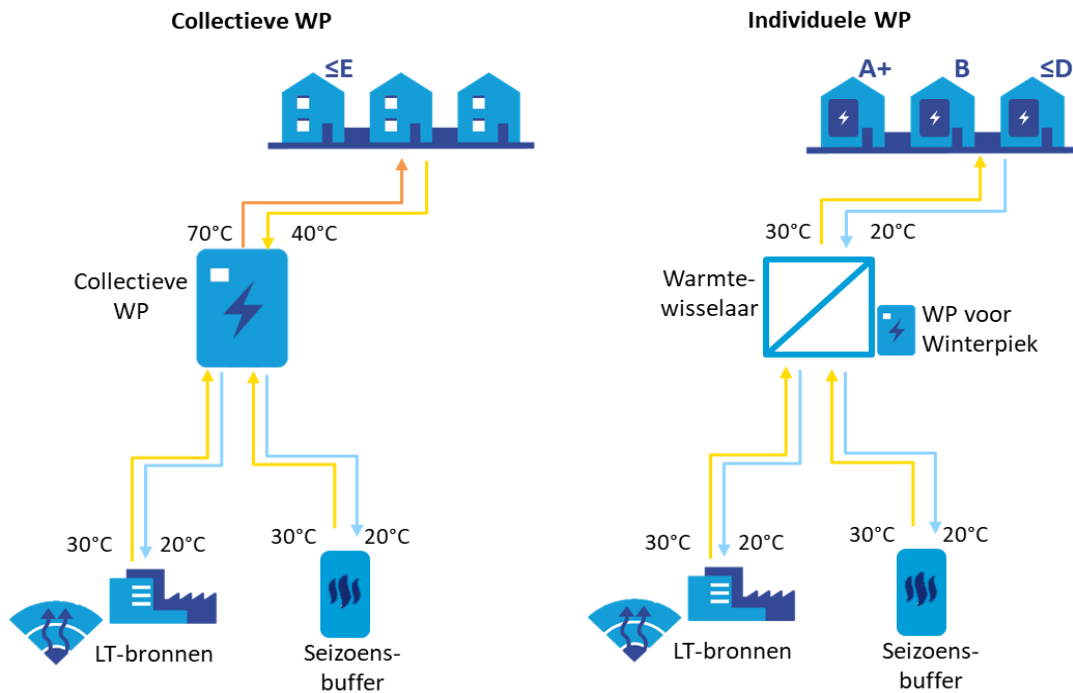 Collectieve WP
≤E
70°C
40°C
Collectieve
WP
30°C
20°C
30°C
20°C
LT-bronnen
Seizoens-
buffer
Individuele WP
A+
B
≤D
30°C
20°C
Warmte-
wisselaar
WP voor
Winterpiek
30°C
20°C
30°C
20°C
LT-bronnen
Seizoens-
buffer